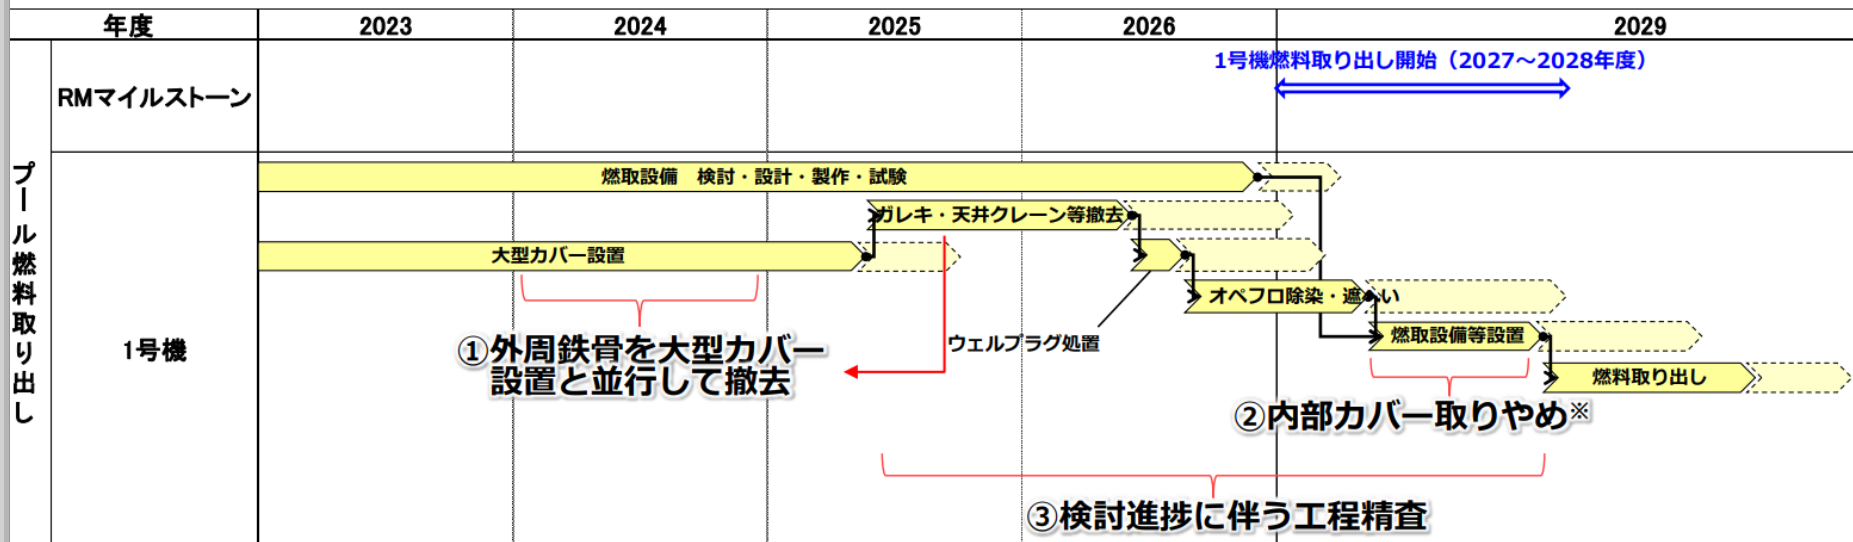 年度 2023 2024 2025 2026 2029
1号機燃料取り出し開始（2027～2028年度）
RMマイルストーン
プール燃料取り出し
1号機
燃取設備　検討・設計・製作・試験
ガレキ・天井クレーン等撤去
大型カバー設置
オペフロ除染・遮へい
ウェルプラグ処置
燃取設備等設置
燃料取り出し
①外周鉄骨を大型カバー
設置と並行して撤去
②内部カバー取りやめ※
③検討進捗に伴う工程精査